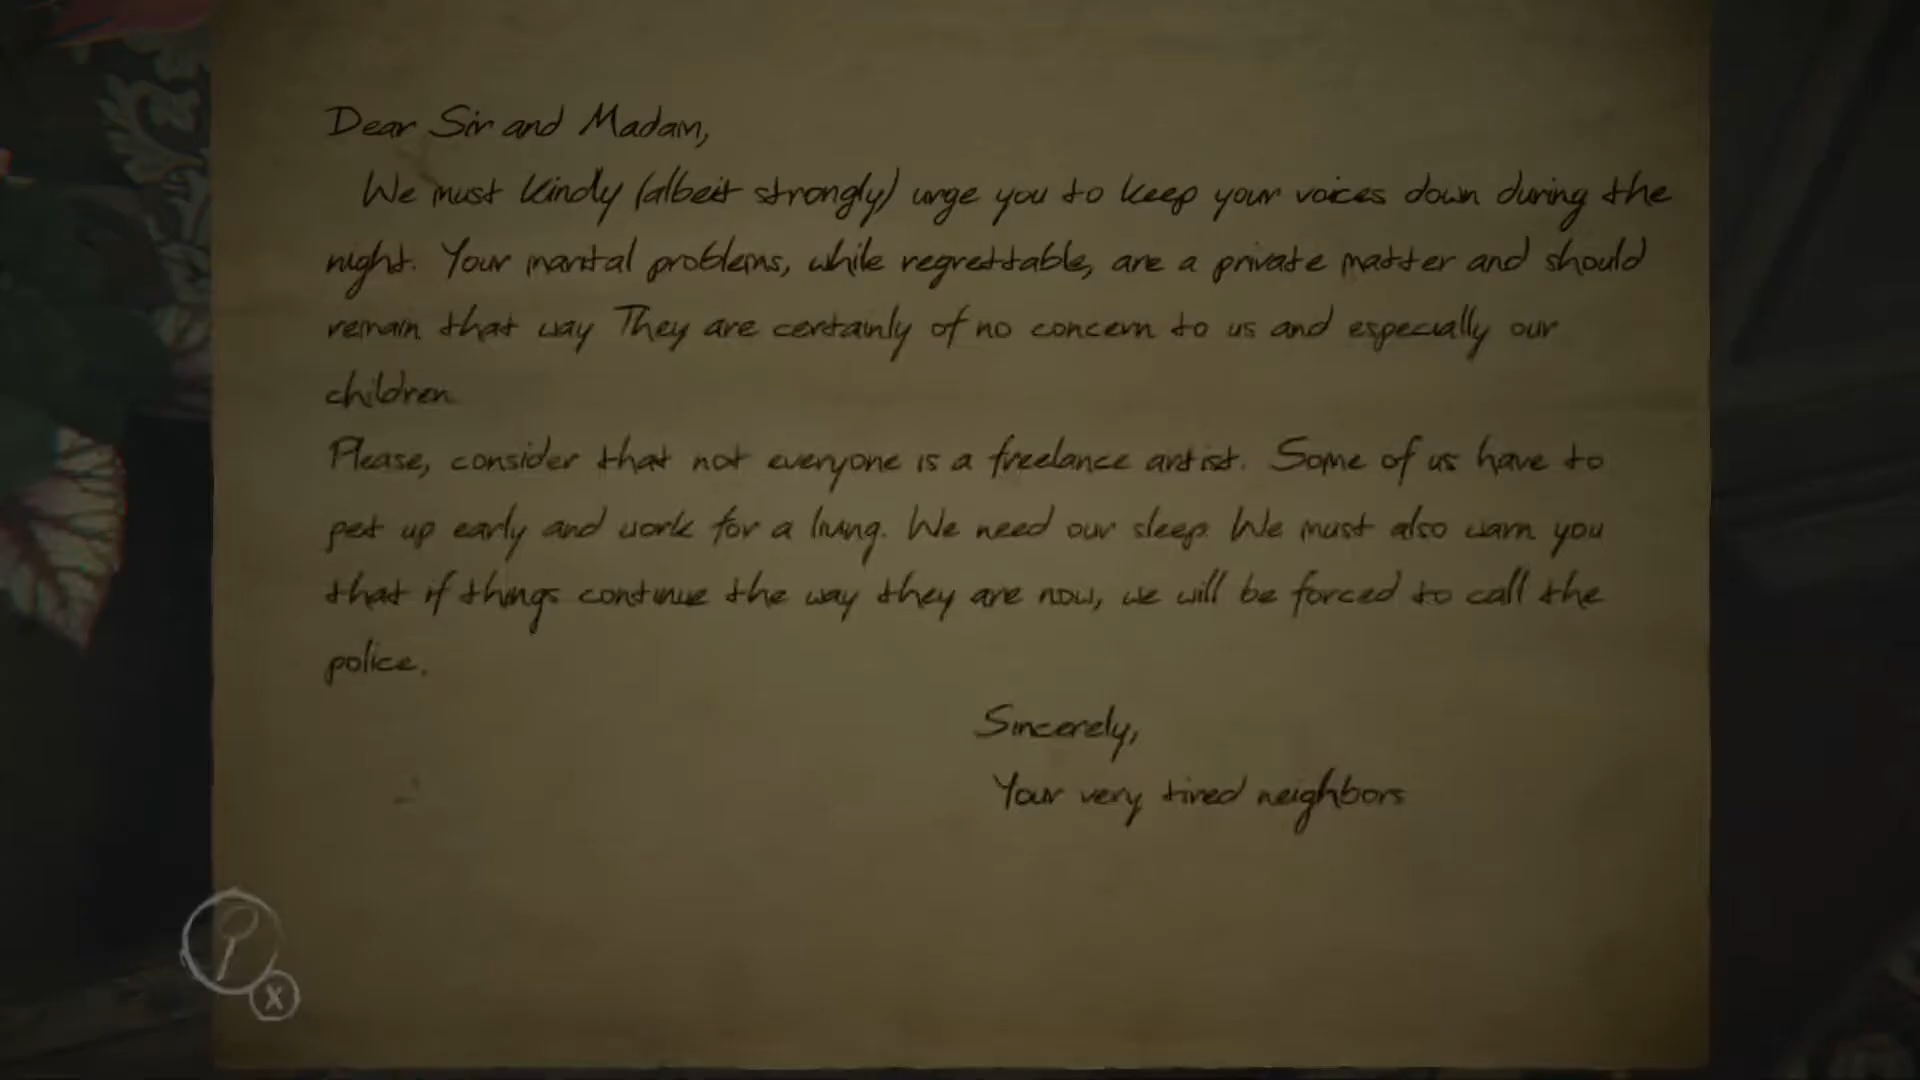 Dear Sir and Madam,
We must kindy (albeit strongly) urge you to keep your voices down during the
night. Your marital problems, while regrettable, are a private matter and should
remain that way. They are certainly of no concern to us and especially our
children.
Please, consider that not everyone is a freelance artist. Some of us have to
get up early and work for a living. We need our sleep. We must also warn you
that if things continue the way they are now, we will be forced to call the
police.
Sincerely,
Your very tired neighbors
X